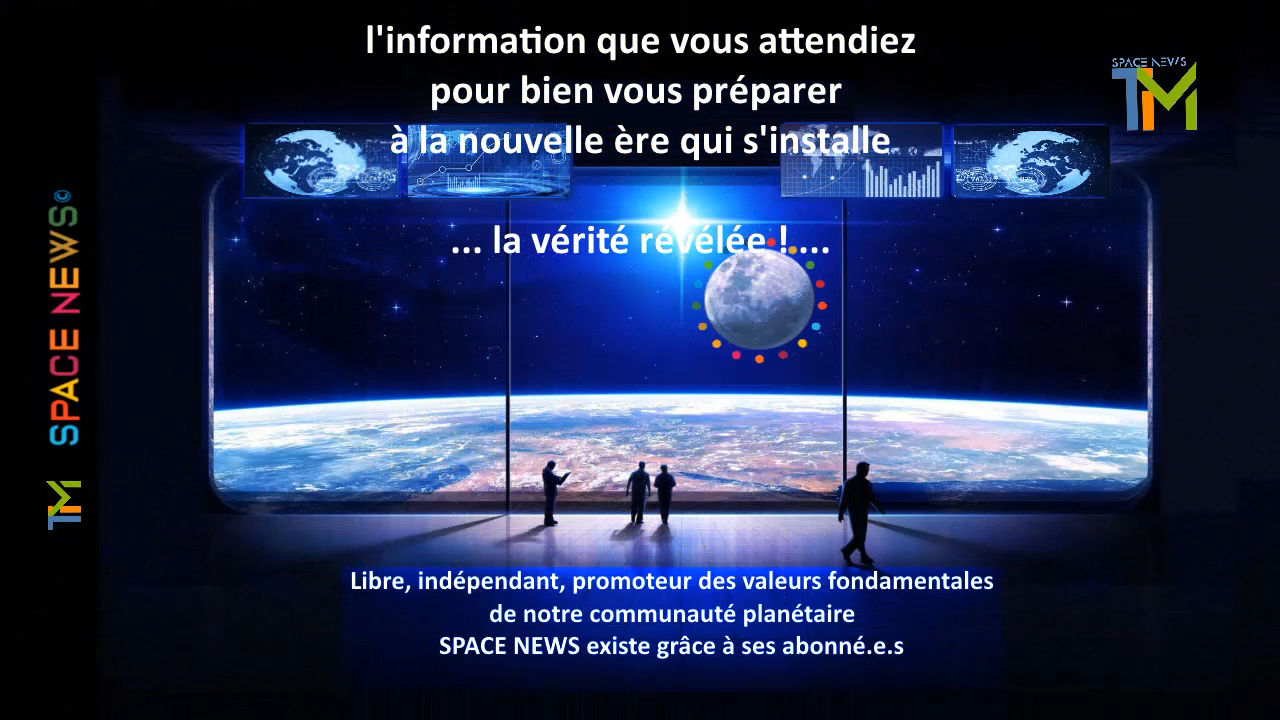 l'information que vous attendiez
pour bien vous préparer
à la nouvelle ère qui s'installe
... la vérité révélée ! ...
SPACE NEWS
TM
SPACE NEWS©
TM
Libre, indépendant, promoteur des valeurs fondamentales
de notre communauté planétaire
SPACE NEWS existe grâce à ses abonné.e.s